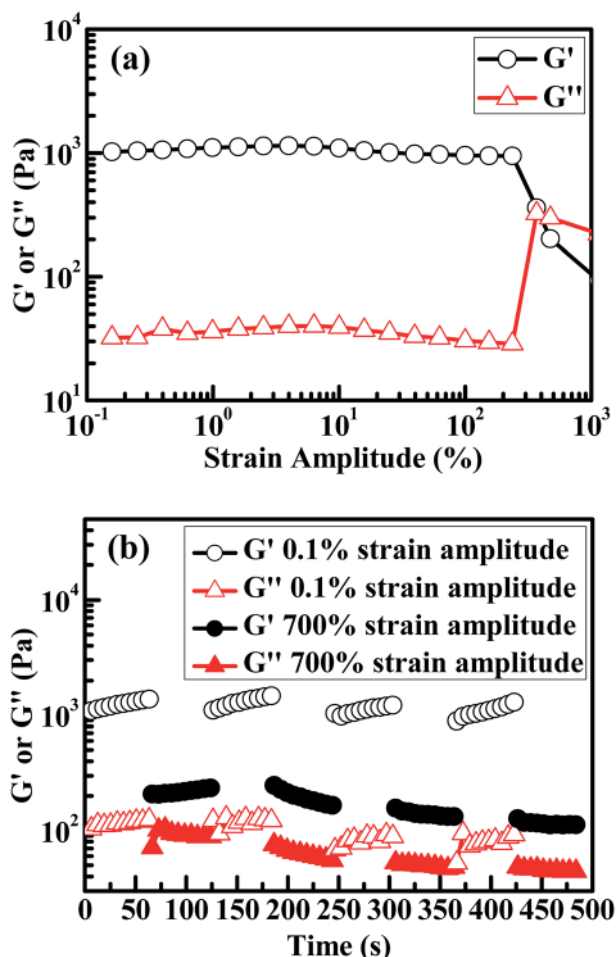 (a)
G'
G''
10⁴
10³
10²
10¹
G' or G'' (Pa)
10⁻¹ 10⁰ 10¹ 10² 10³
Strain Amplitude (%)
(b)
G' 0.1% strain amplitude
G'' 0.1% strain amplitude
G' 700% strain amplitude
G'' 700% strain amplitude
10⁴
10³
10²
G' or G'' (Pa)
0 50 100 150 200 250 300 350 400 450 500
Time (s)